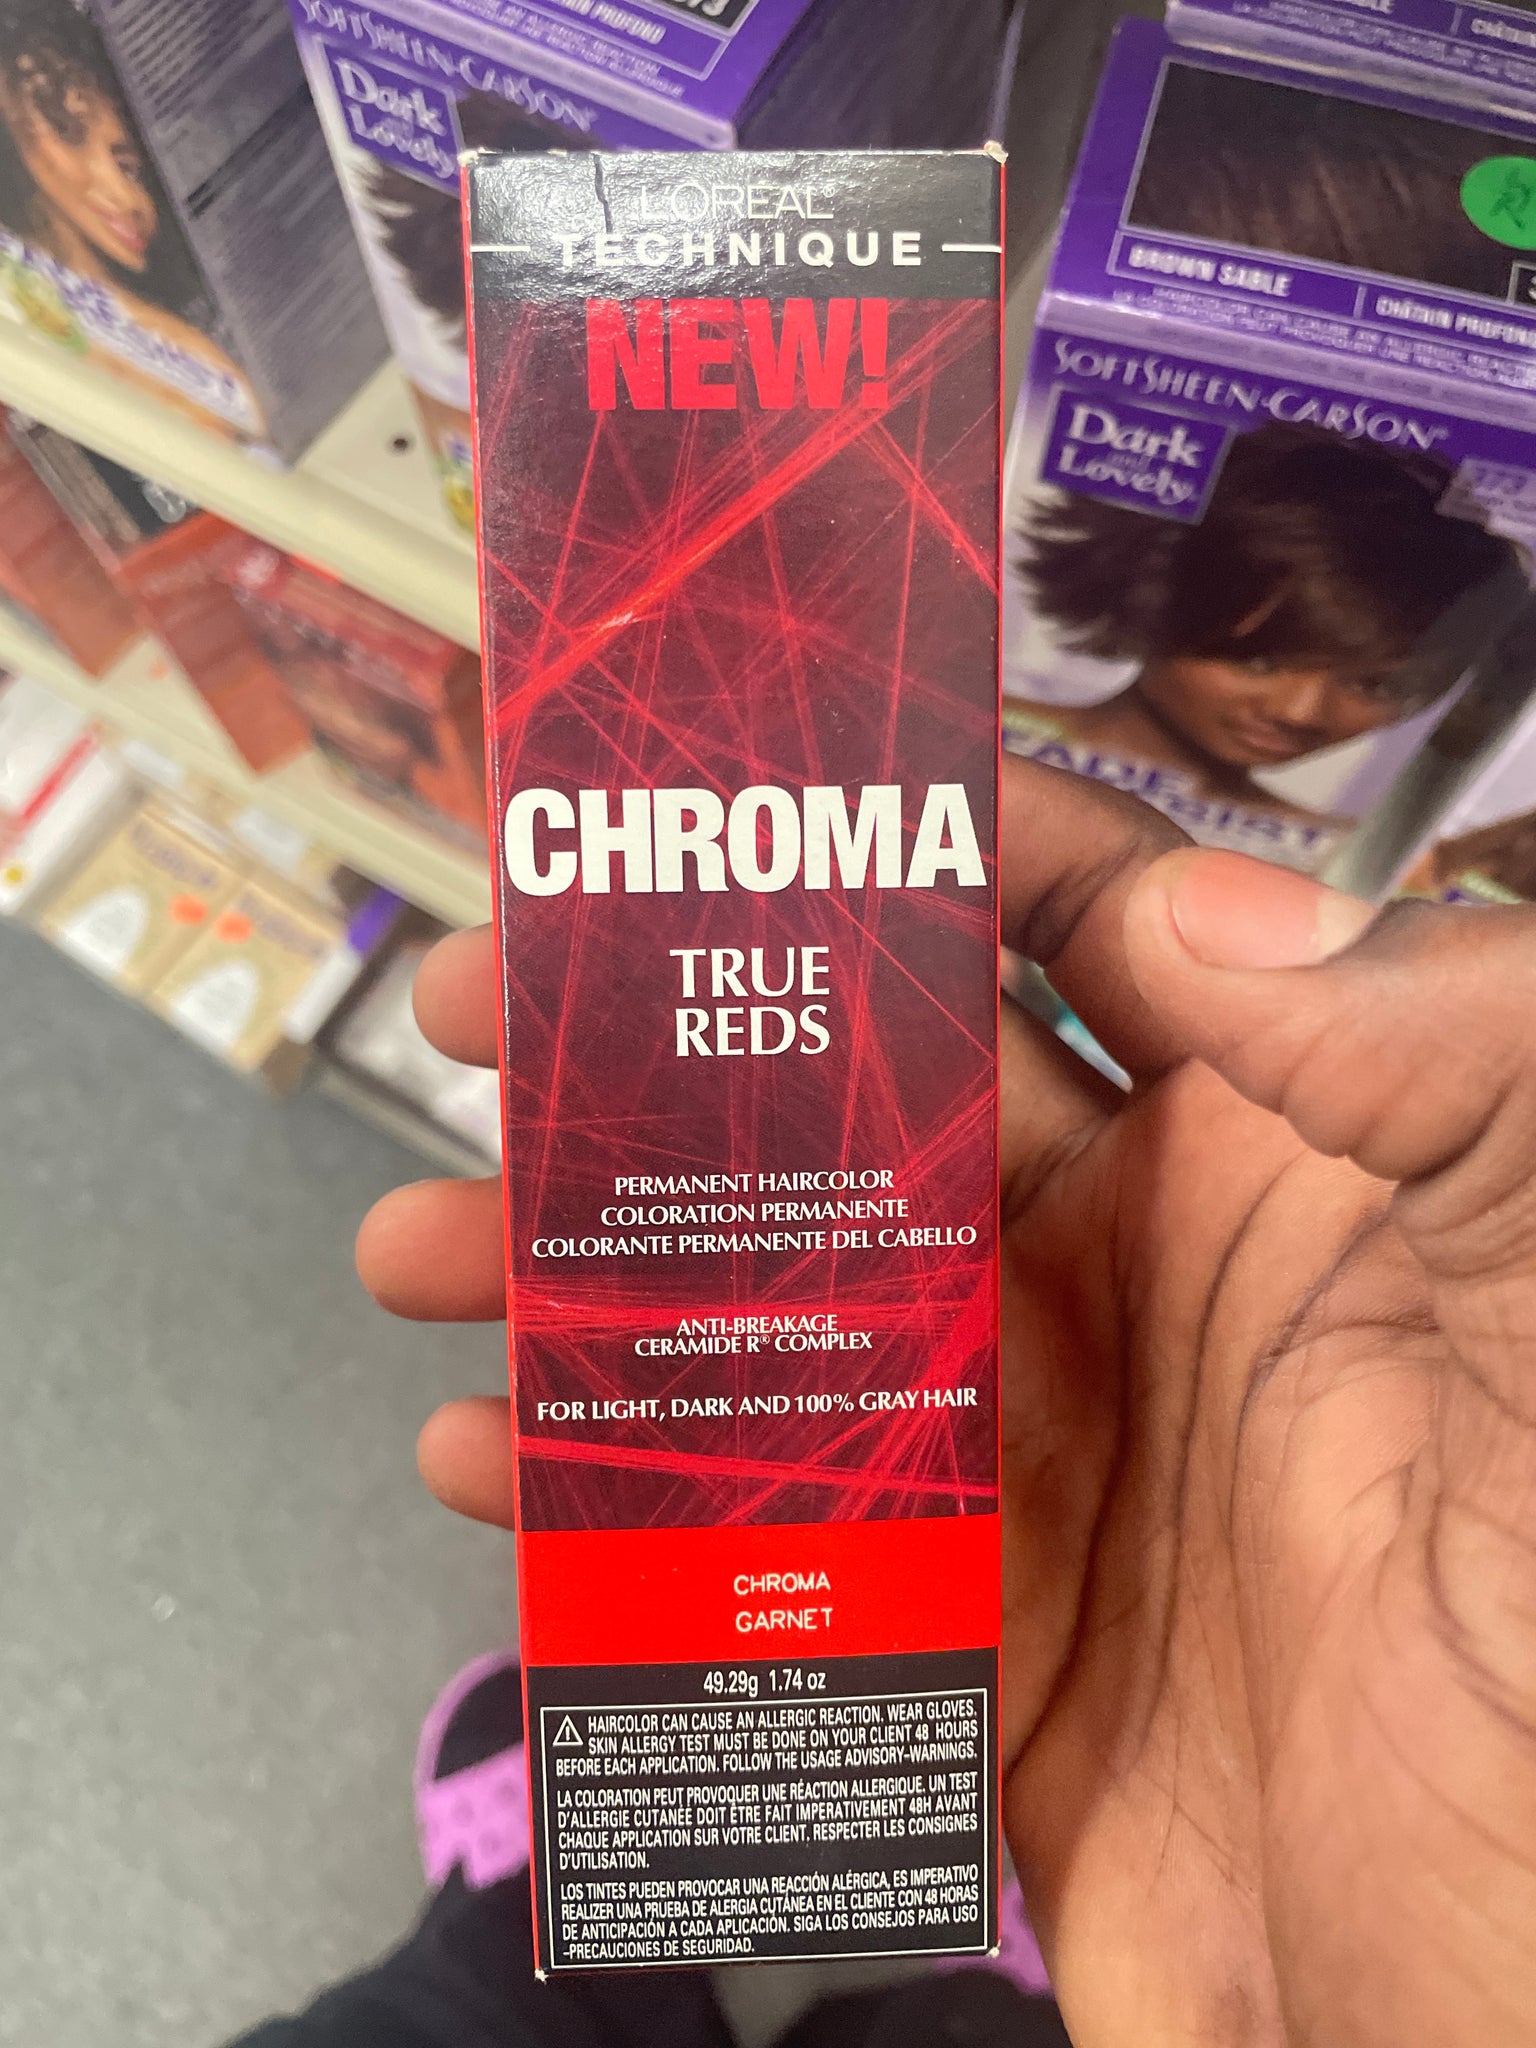 L'ORÉAL®
TECHNIQUE
NEW!
CHROMA
TRUE
REDS
PERMANENT HAIRCOLOR
COLORATION PERMANENTE
COLORANTE PERMANENTE DEL CABELLO
ANTI-BREAKAGE
CERAMIDE R® COMPLEX
FOR LIGHT, DARK AND 100% GRAY HAIR
CHROMA
GARNET
49.29g 1.74 oz
HAIRCOLOR CAN CAUSE AN ALLERGIC REACTION. WEAR GLOVES.
SKIN ALLERGY TEST MUST BE DONE ON YOUR CLIENT 48 HOURS
BEFORE EACH APPLICATION. FOLLOW THE USAGE ADVISORY-WARNINGS.
LA COLORATION PEUT PROVOQUER UNE RÉACTION ALLERGIQUE. UN TEST
D'ALLERGIE CUTANÉE DOIT ÊTRE FAIT IMPERATIVEMENT 48H AVANT
CHAQUE APPLICATION SUR VOTRE CLIENT. RESPECTER LES CONSIGNES
D'UTILISATION.
LOS TINTES PUEDEN PROVOCAR UNA REACCIÓN ALÉRGICA, ES IMPERATIVO
REALIZER UNA PRUEBA DE ALERGIA CUTÁNEA EN EL CLIENTE CON 48 HORAS
DE ANTICIPACIÓN A CADA APLICACIÓN. SIGA LOS CONSEJOS PARA USO
-PRECAUCIONES DE SEGURIDAD.
SOFTSHEEN-CARSON®
Dark
and
Lovely
BROWN SABLE
SOFTSHEEN-CARSON®
Dark
and
Lovely